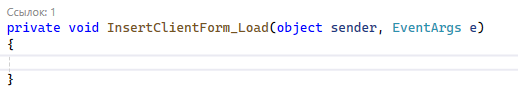 Ссылок: 1
private void InsertClientForm_Load(object sender, EventArgs e)
{
}